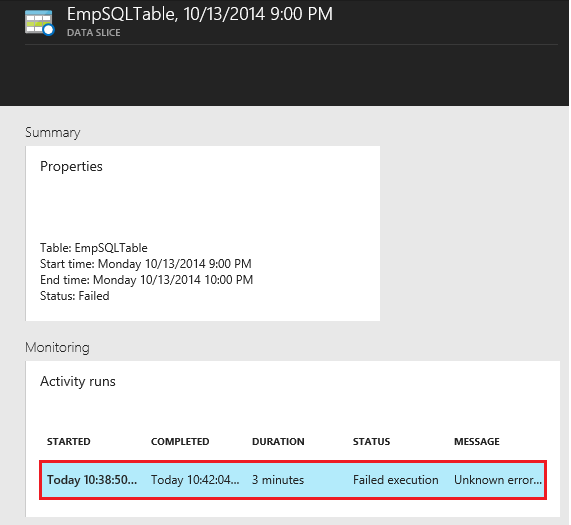 EmpSQLTable, 10/13/2014 9:00 PM
DATA SLICE
Summary
Properties
Table: EmpSQLTable
Start time: Monday 10/13/2014 9:00 PM
End time: Monday 10/13/2014 10:00 PM
Status: Failed
Monitoring
Activity runs
STARTED COMPLETED DURATION STATUS MESSAGE
Today 10:38:50... Today 10:42:04... 3 minutes Failed execution Unknown error...